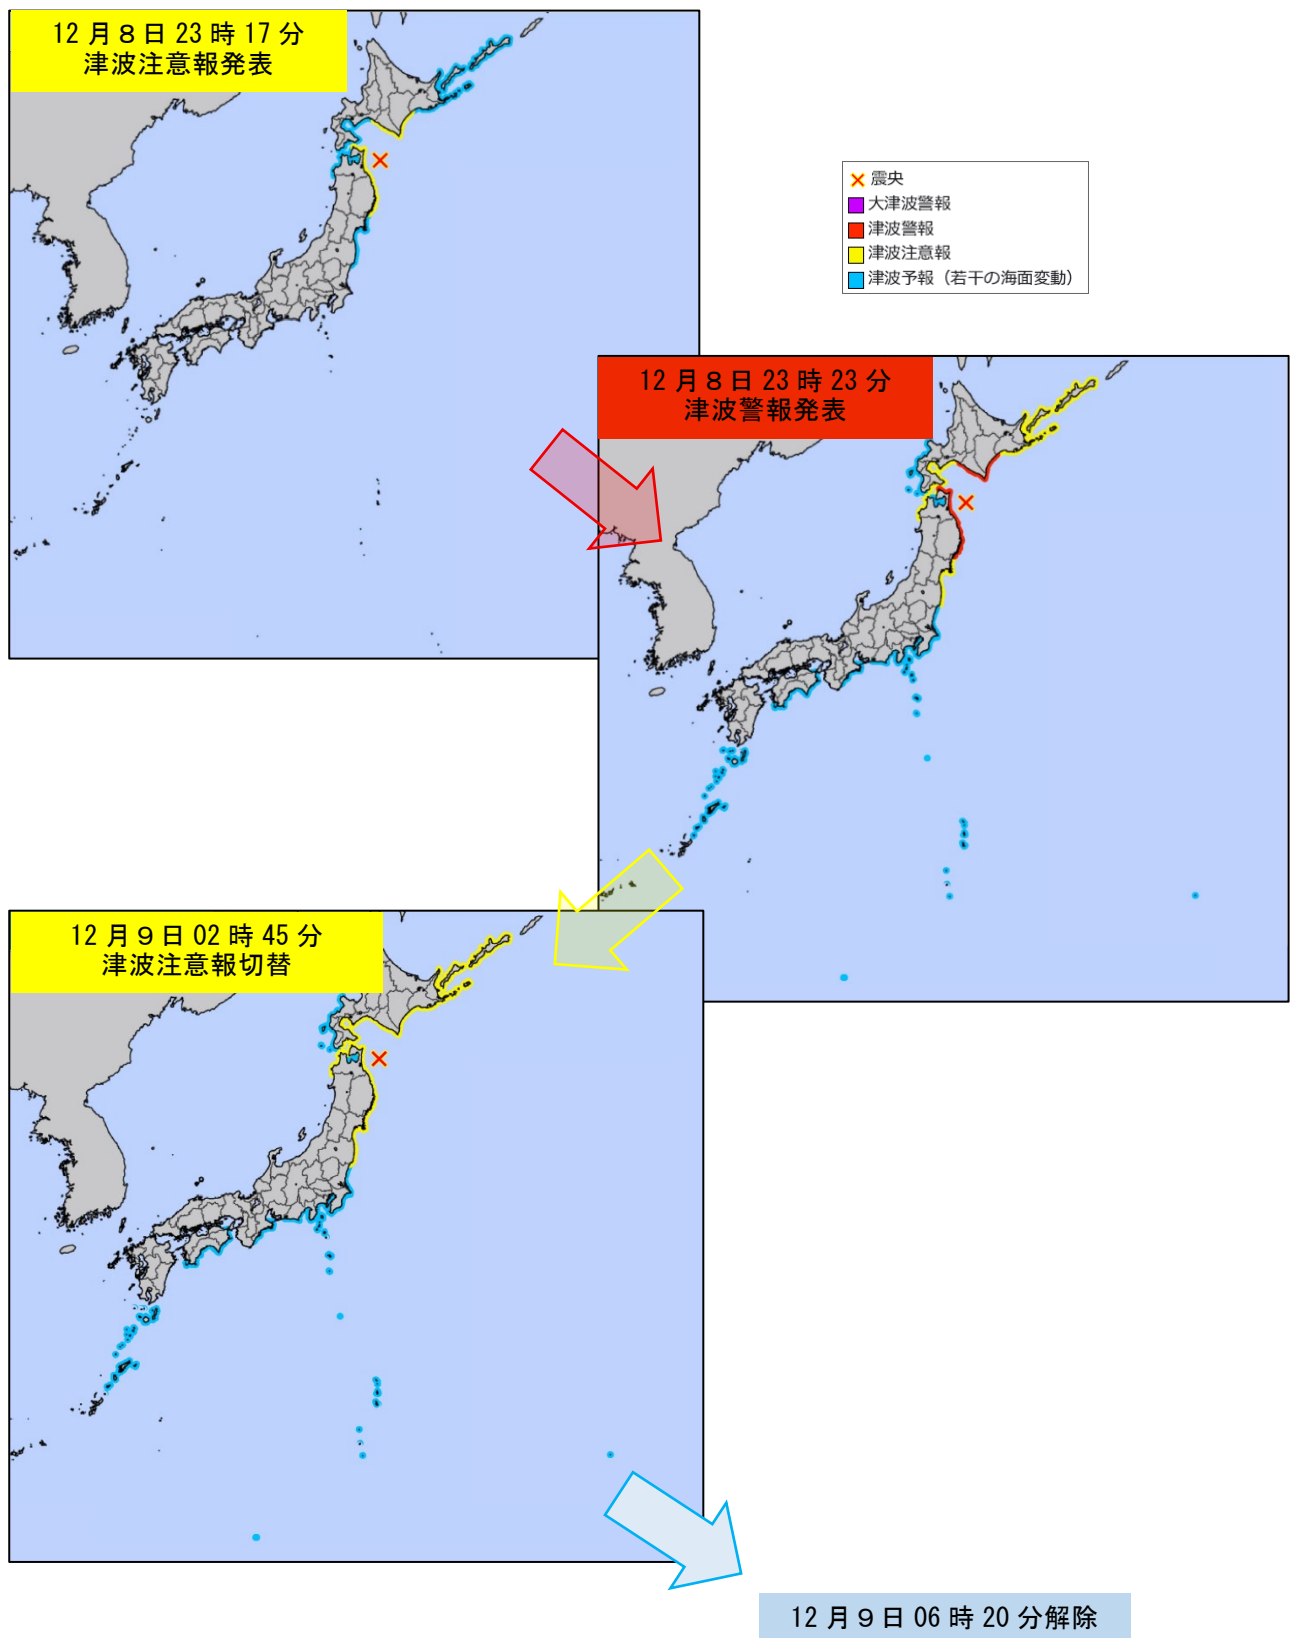 12月８日23時17分
津波注意報発表
震央
大津波警報
津波警報
津波注意報
津波予報（若干の海面変動）
12月８日23時23分
津波警報発表
12月９日02時45分
津波注意報切替
12月９日06時20分解除